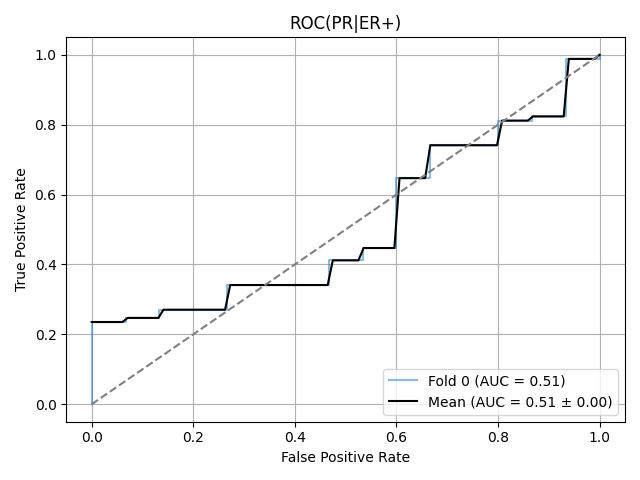 ROC(PR|ER+)
1.0
0.8
0.6
0.4
0.2
0.0
True Positive Rate
Fold 0 (AUC = 0.51)
Mean (AUC = 0.51 ± 0.00)
0.0 0.2 0.4 0.6 0.8 1.0
False Positive Rate